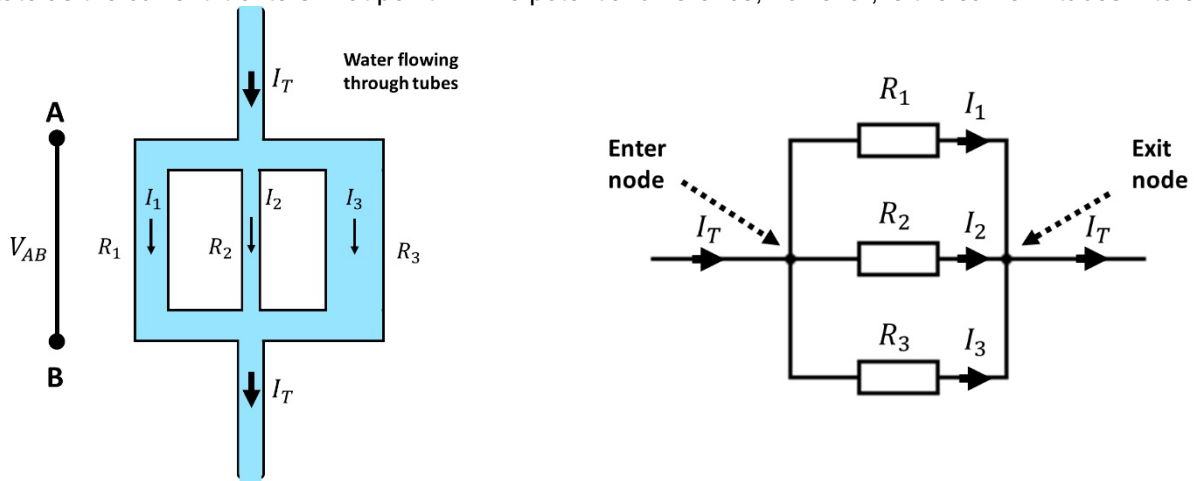 Water flowing
through tubes
I_T
A
I_1
I_2
I_3
V_AB
R_1
R_2
R_3
B
I_T
R_1
I_1
Enter
node
Exit
node
I_T
R_2
I_2
I_T
R_3
I_3